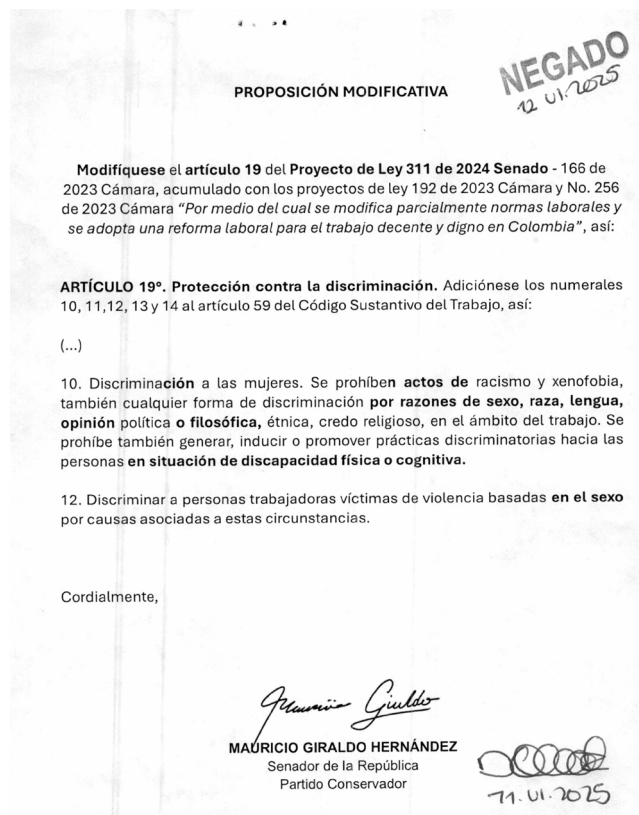 NEGADO
12 VI. 2025
PROPOSICIÓN MODIFICATIVA
Modifíquese el artículo 19 del Proyecto de Ley 311 de 2024 Senado - 166 de
2023 Cámara, acumulado con los proyectos de ley 192 de 2023 Cámara y No. 256
de 2023 Cámara “Por medio del cual se modifica parcialmente normas laborales y
se adopta una reforma laboral para el trabajo decente y digno en Colombia”, así:
ARTÍCULO 19°. Protección contra la discriminación. Adiciónese los numerales
10, 11,12, 13 y 14 al artículo 59 del Código Sustantivo del Trabajo, así:
(...)
10. Discriminación a las mujeres. Se prohíben actos de racismo y xenofobia,
también cualquier forma de discriminación por razones de sexo, raza, lengua,
opinión política o filosófica, étnica, credo religioso, en el ámbito del trabajo. Se
prohíbe también generar, inducir o promover prácticas discriminatorias hacia las
personas en situación de discapacidad física o cognitiva.
12. Discriminar a personas trabajadoras víctimas de violencia basadas en el sexo
por causas asociadas a estas circunstancias.
Cordialmente,
Mauricio Giraldo
MAURICIO GIRALDO HERNÁNDEZ
Senador de la República
Partido Conservador
11. VI. 2025